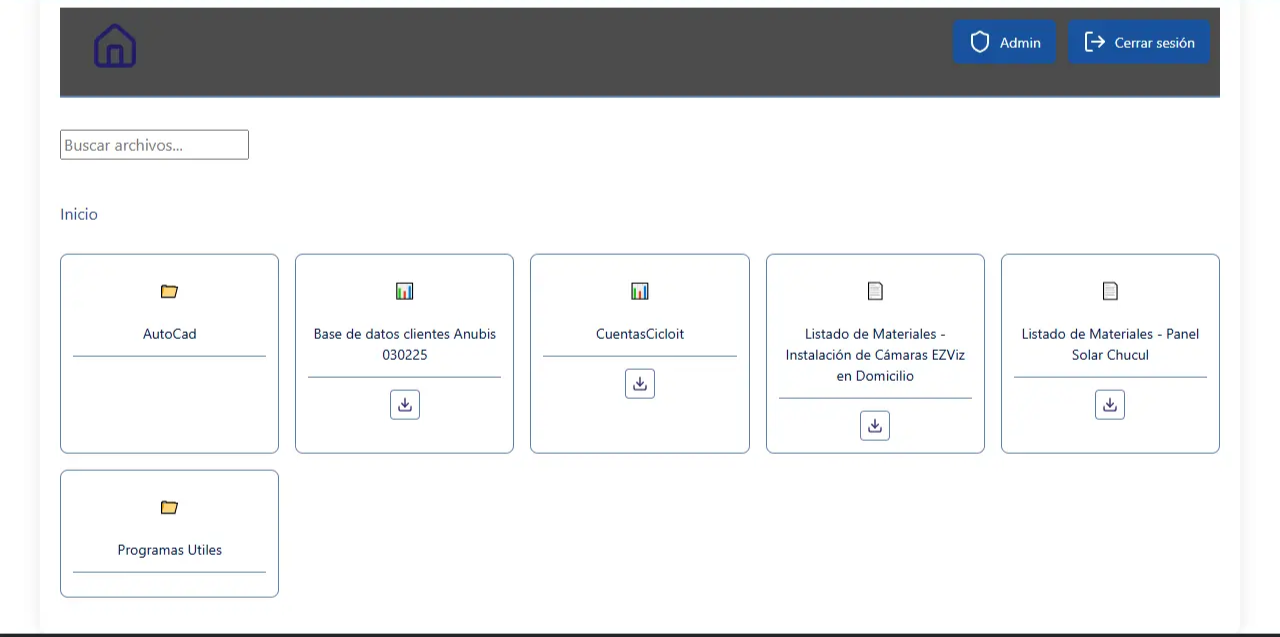 Admin
Cerrar sesión
Buscar archivos...
Inicio
AutoCad
Base de datos clientes Anubis
030225
CuentasCicloit
Listado de Materiales -
Instalación de Cámaras EZViz
en Domicilio
Listado de Materiales - Panel
Solar Chucul
Programas Utiles